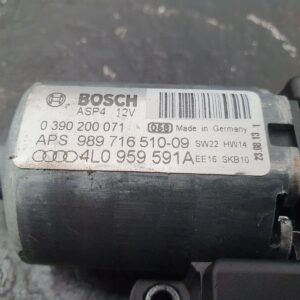 BOSCH
ASP4 12V
0 390 200 071 Made in Germany
APS 989 716 510-09 SW22 HW14
4L0 959 591A EE16 SKB10
23 08 13 1